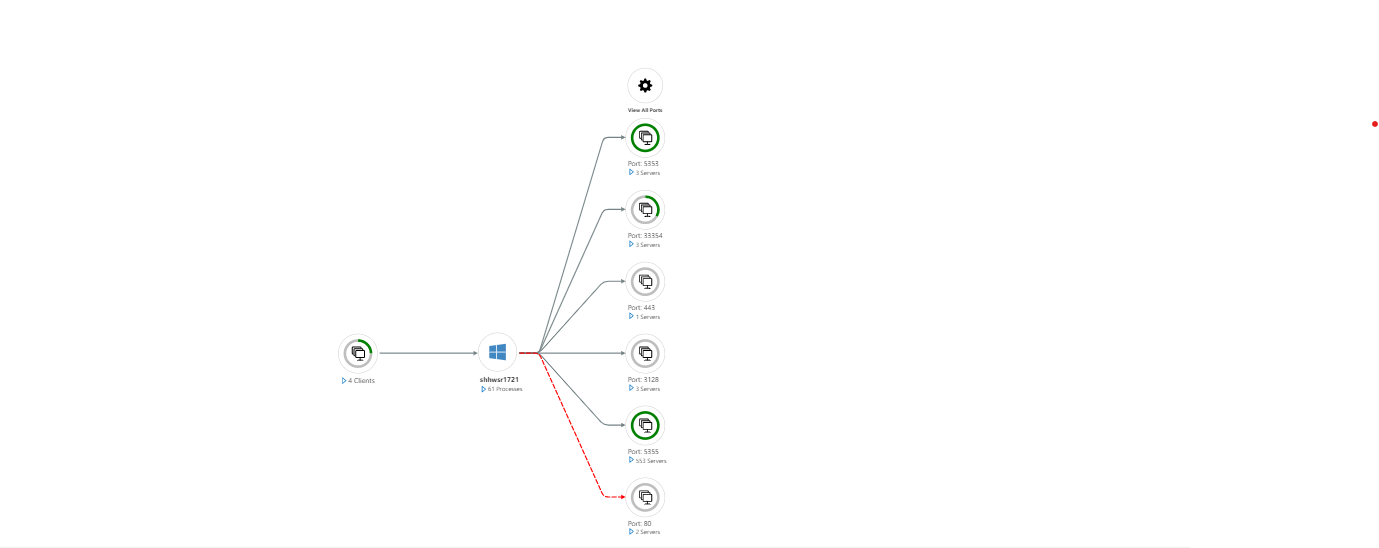 View All Ports
Port: 5353
3 Servers
Port: 33354
3 Servers
Port: 443
1 Servers
4 Clients
shhwsr1721
61 Processes
Port: 3128
3 Servers
Port: 5355
553 Servers
Port: 80
2 Servers